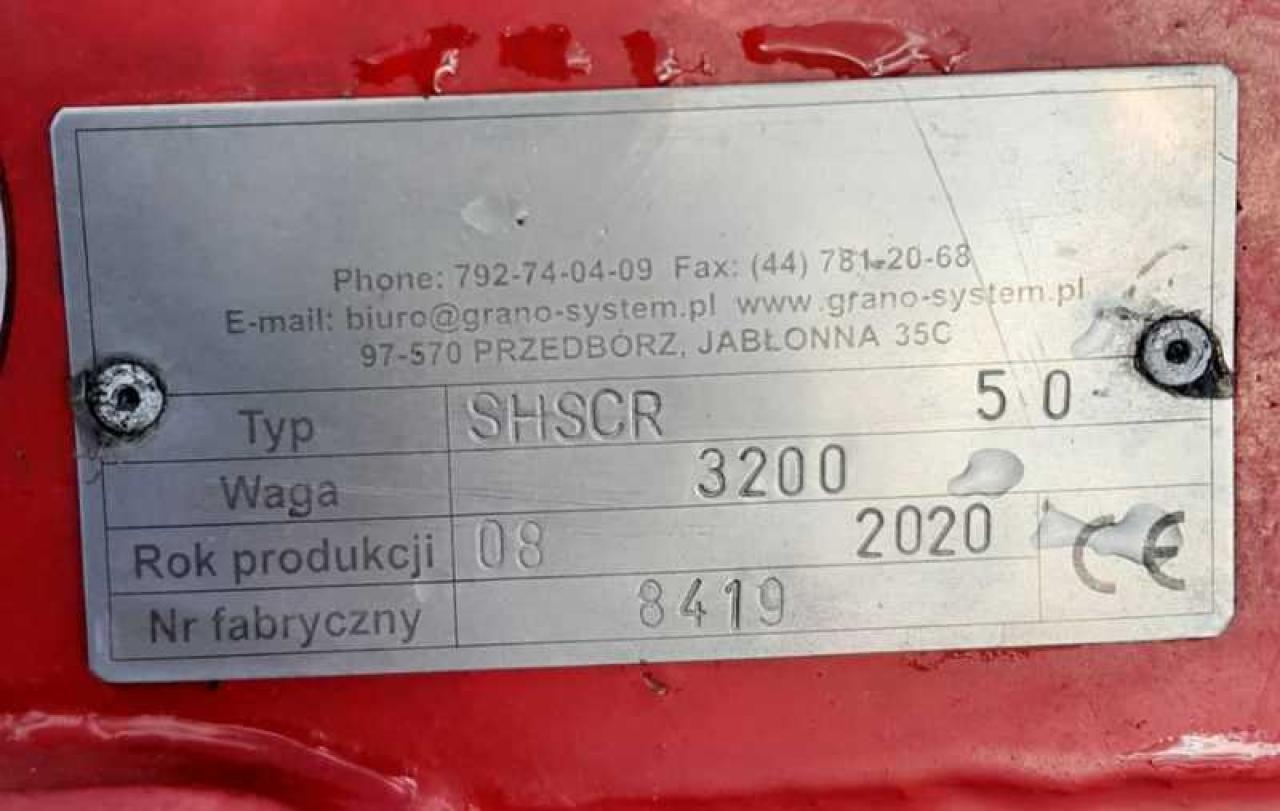 Phone: 792-74-04-09 Fax: (44) 781-20-68
E-mail: biuro@grano-system.pl www.grano-system.pl
97-570 PRZEDBÓRZ, JABŁONNA 35C
Typ SHSCR 50
Waga 3200
Rok produkcji 08 2020 CE
Nr fabryczny 8419